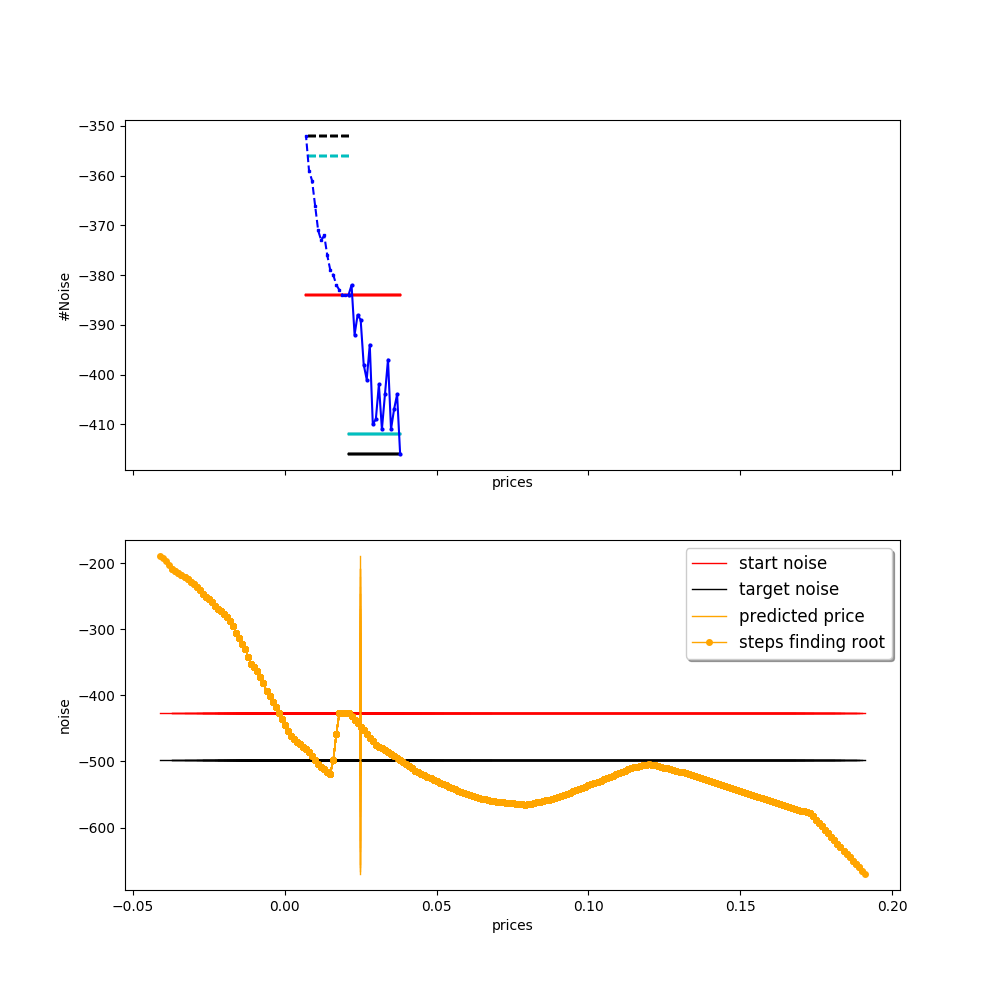 −350
−360
−370
−380
−390
−400
−410
#Noise
prices
−200
−300
−400
−500
−600
noise
start noise
target noise
predicted price
steps finding root
−0.05 0.00 0.05 0.10 0.15 0.20
prices